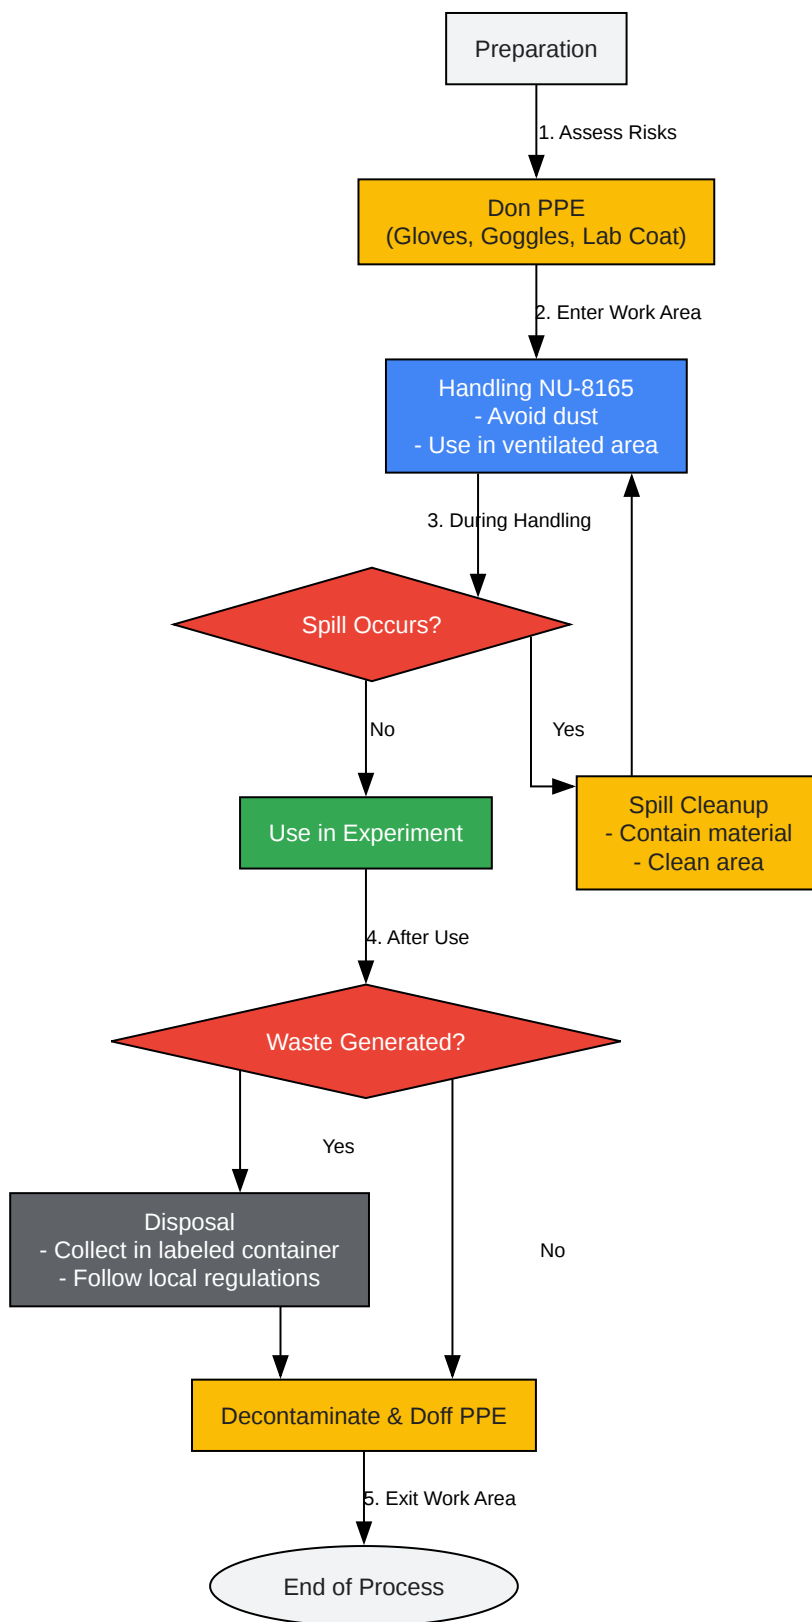 Preparation
1. Assess Risks
Don PPE
(Gloves, Goggles, Lab Coat)
2. Enter Work Area
Handling NU-8165
- Avoid dust
- Use in ventilated area
3. During Handling
Spill Occurs?
No
Yes
Spill Cleanup
- Contain material
- Clean area
Use in Experiment
4. After Use
Waste Generated?
Yes
Disposal
- Collect in labeled container
- Follow local regulations
No
Decontaminate & Doff PPE
5. Exit Work Area
End of Process